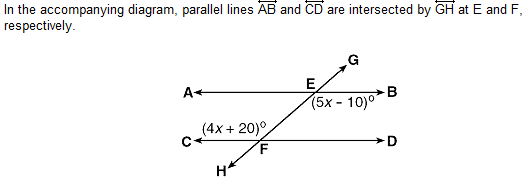 In the accompanying diagram, parallel lines AB and CD are intersected by GH at E and F,
respectively.
G
E
A
B
(5x - 10)º
(4x + 20)º
C
D
F
H